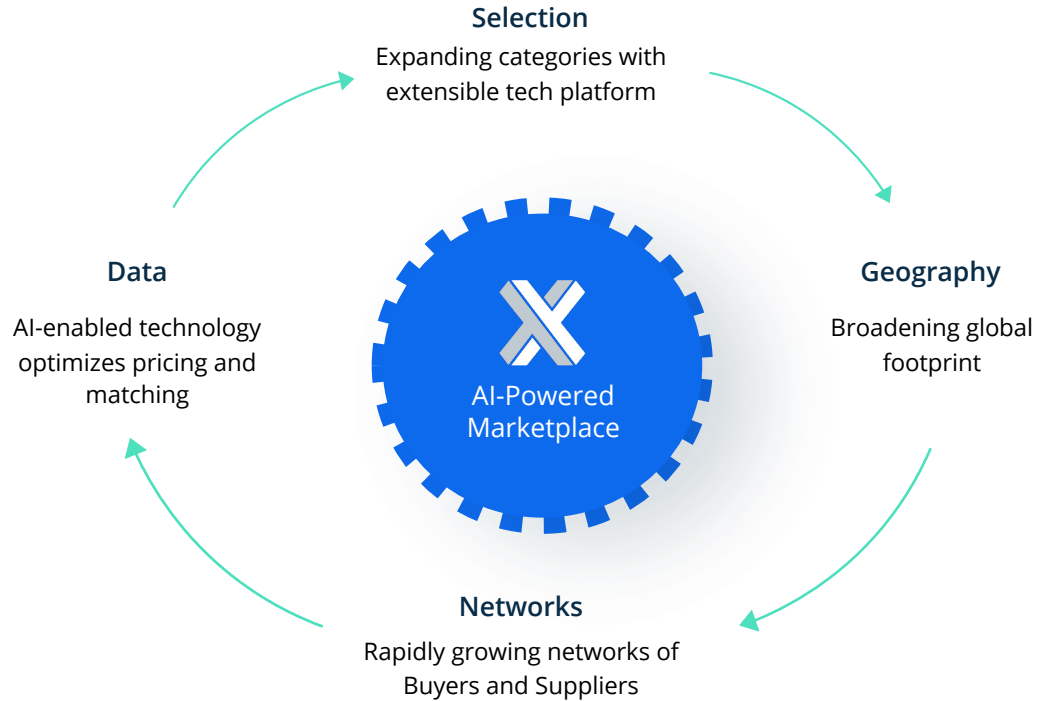 Selection
Expanding categories with
extensible tech platform
Data
AI-enabled technology
optimizes pricing and
matching
Geography
Broadening global
footprint
AI-Powered
Marketplace
Networks
Rapidly growing networks of
Buyers and Suppliers